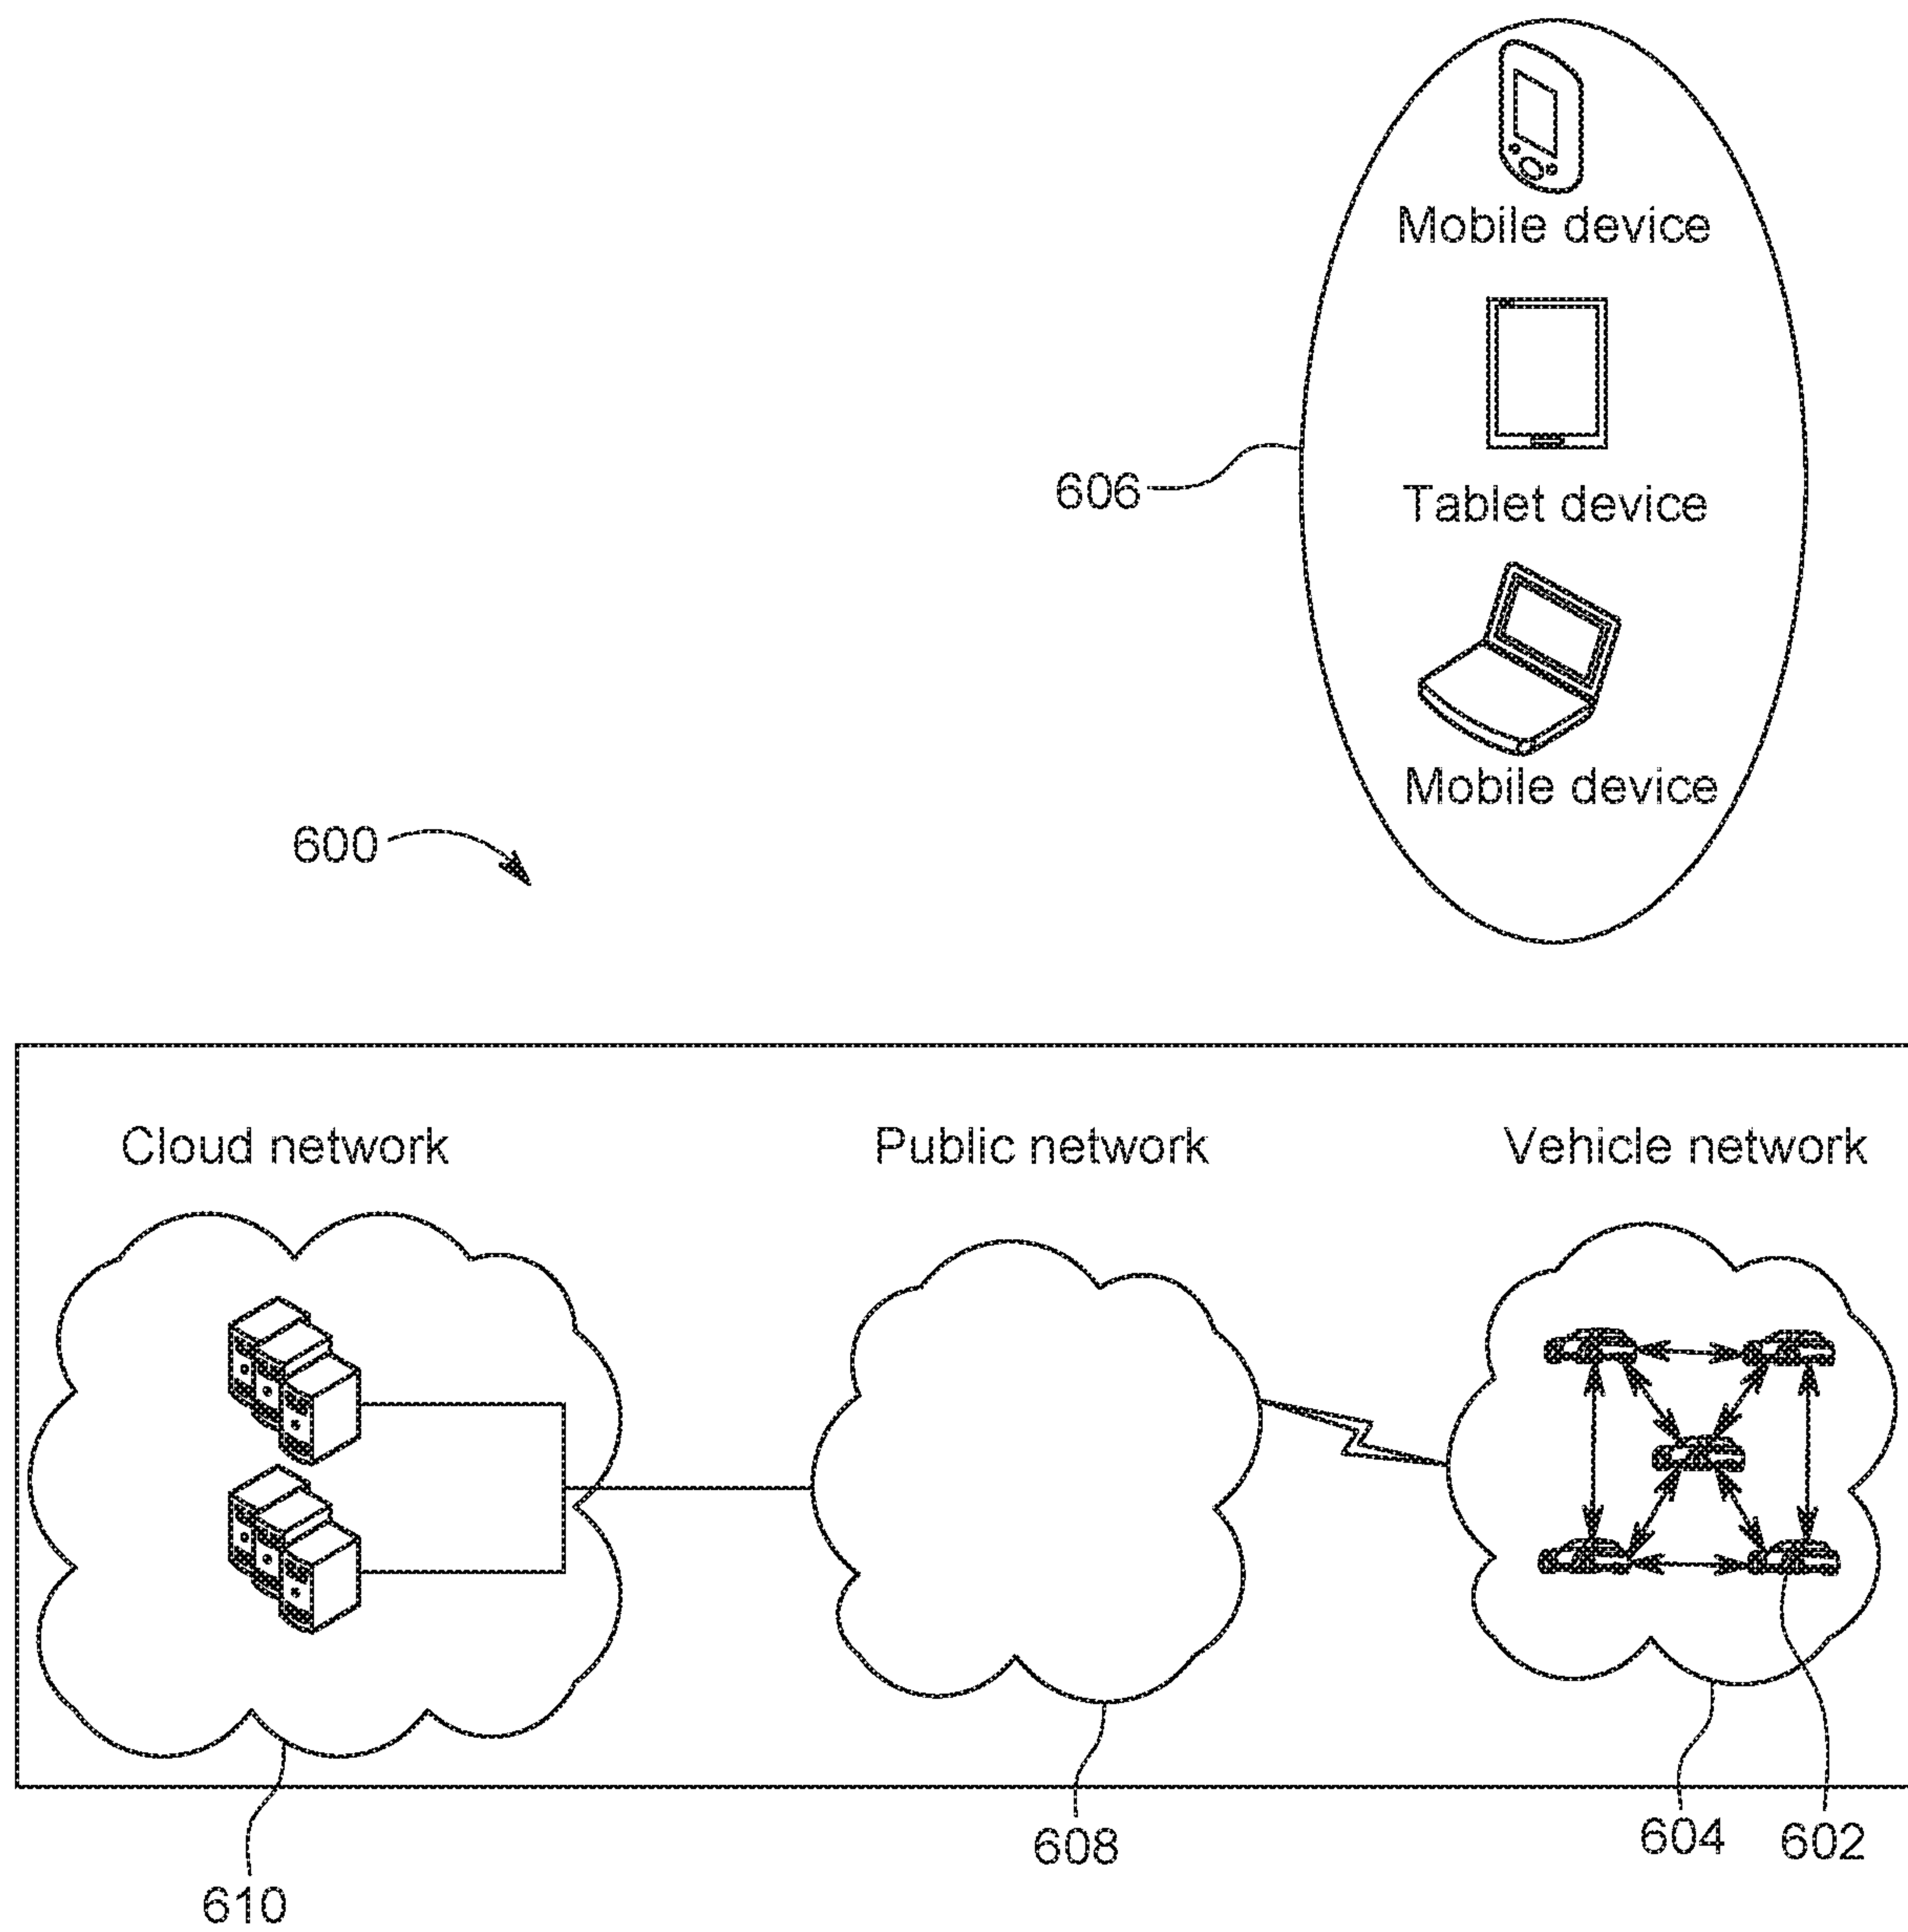 Mobile device
606
Tablet device
Mobile device
600
Cloud network
Public network
Vehicle network
610
608
604
602